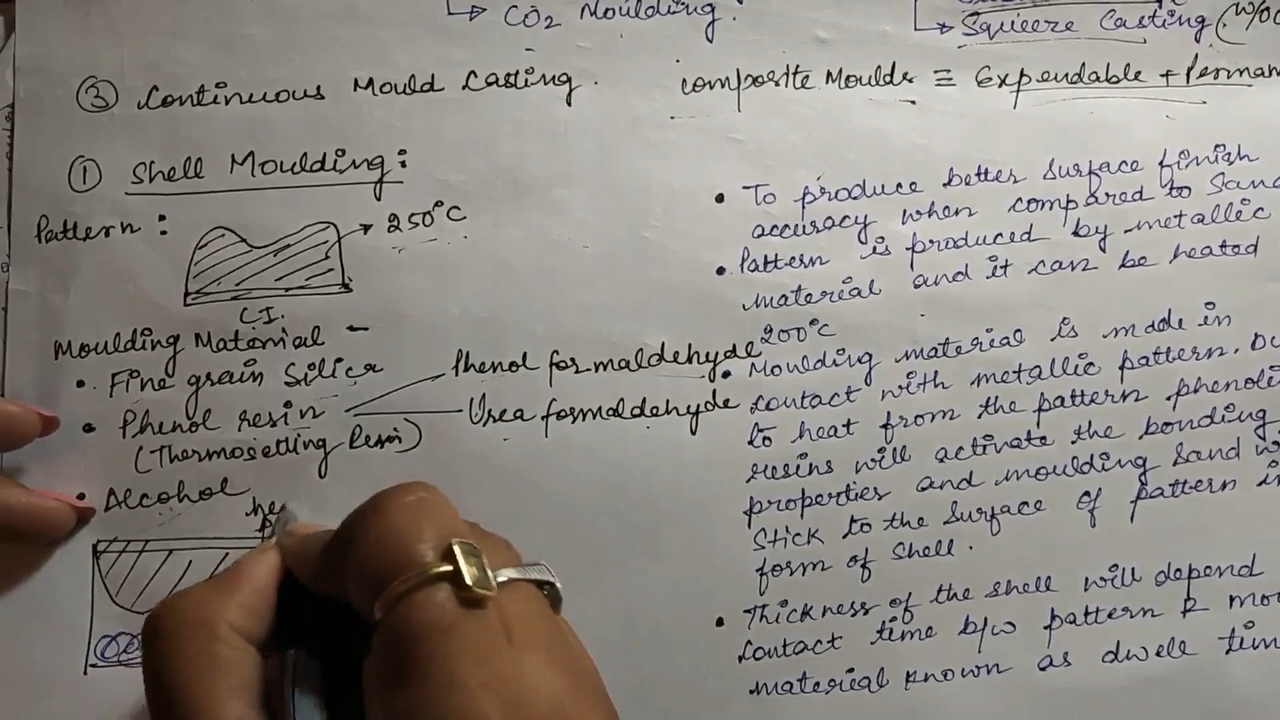 ↳ CO2 Moulding.
↳ Squeeze Casting (w/o
③ Continuous Mould Casting.
composite Moulds ≡ Expendable + Perman
① Shell Moulding:
Pattern:
→ 250°C
C.I.
Moulding Material -
• Fine grain Silica
• Phenol resin
(Thermosetting Resin)
Phenol formaldehyde
Urea formaldehyde
• Alcohol
he
• To produce better surface finish
accuracy when compared to Sand
• Pattern is produced by metallic
material and it can be heated
200°C
• Moulding material is made in
contact with metallic pattern. Du
to heat from the pattern phenoli
resins will activate the bonding
properties and moulding sand w
stick to the surface of pattern in
form of shell.
• Thickness of the shell will depend
contact time b/w pattern & mou
material known as dwell tim